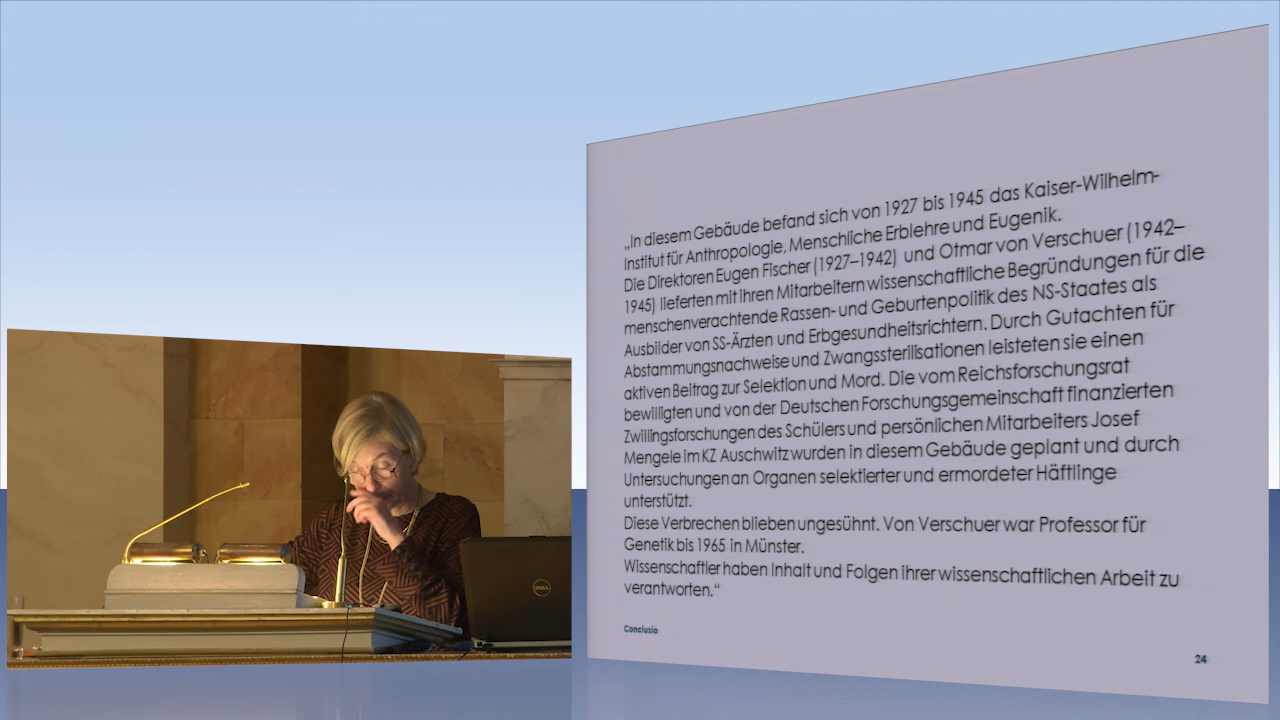 „In diesem Gebäude befand sich von 1927 bis 1945 das Kaiser-Wilhelm-
Institut für Anthropologie, Menschliche Erblehre und Eugenik.
Die Direktoren Eugen Fischer (1927–1942) und Otmar von Verschuer (1942–
1945) lieferten mit ihren Mitarbeitern wissenschaftliche Begründungen für die
menschenverachtende Rassen- und Geburtenpolitik des NS-Staates als
Ausbilder von SS-Ärzten und Erbgesundheitsrichtern. Durch Gutachten für
Abstammungsnachweise und Zwangssterilisationen leisteten sie einen
aktiven Beitrag zur Selektion und Mord. Die vom Reichsforschungsrat
bewilligten und von der Deutschen Forschungsgemeinschaft finanzierten
Zwillingsforschungen des Schülers und persönlichen Mitarbeiters Josef
Mengele im KZ Auschwitz wurden in diesem Gebäude geplant und durch
Untersuchungen an Organen selektierter und ermordeter Häftlinge
unterstützt.
Diese Verbrechen blieben ungesühnt. Von Verschuer war Professor für
Genetik bis 1965 in Münster.
Wissenschaftler haben Inhalt und Folgen ihrer wissenschaftlichen Arbeit zu
verantworten.“
Conclusio
24
DELL